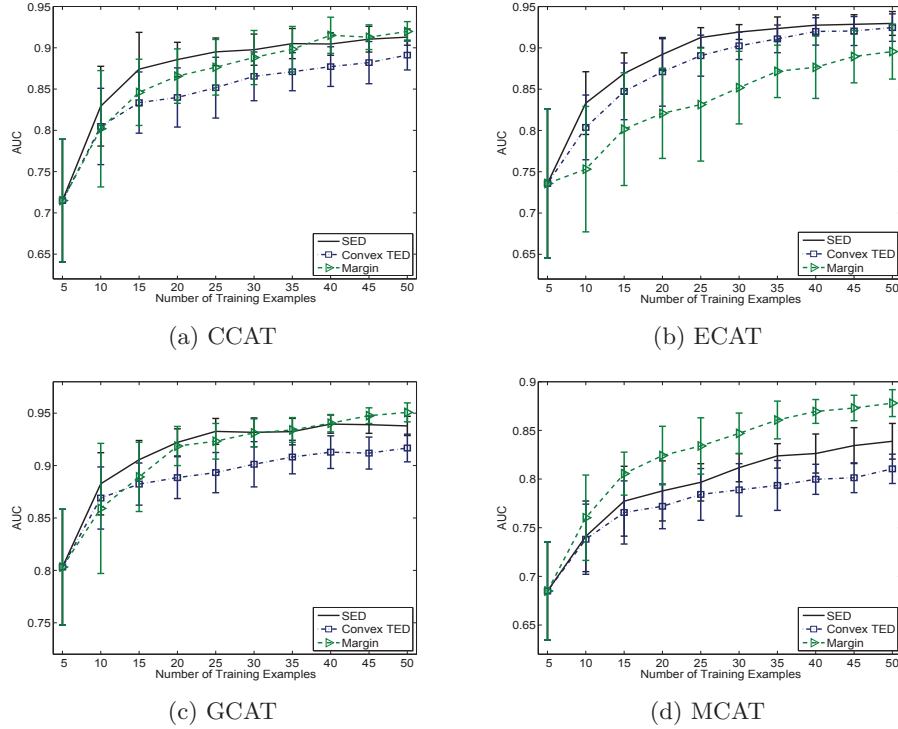 0.95
0.9
0.85
0.8
0.75
0.7
0.65
AUC
5 10 15 20 25 30 35 40 45 50
Number of Training Examples
SED
Convex TED
Margin
(a) CCAT
0.95
0.9
0.85
0.8
0.75
0.7
0.65
AUC
5 10 15 20 25 30 35 40 45 50
Number of Training Examples
SED
Convex TED
Margin
(b) ECAT
0.95
0.9
0.85
0.8
0.75
AUC
5 10 15 20 25 30 35 40 45 50
Number of Training Examples
SED
Convex TED
Margin
(c) GCAT
0.9
0.85
0.8
0.75
0.7
0.65
AUC
5 10 15 20 25 30 35 40 45 50
Number of Training Examples
SED
Convex TED
Margin
(d) MCAT